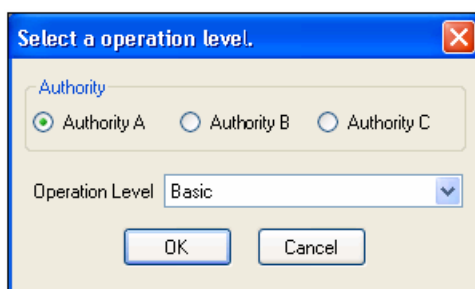 Select a operation level.
Authority
Authority A Authority B Authority C
Operation Level Basic
OK Cancel